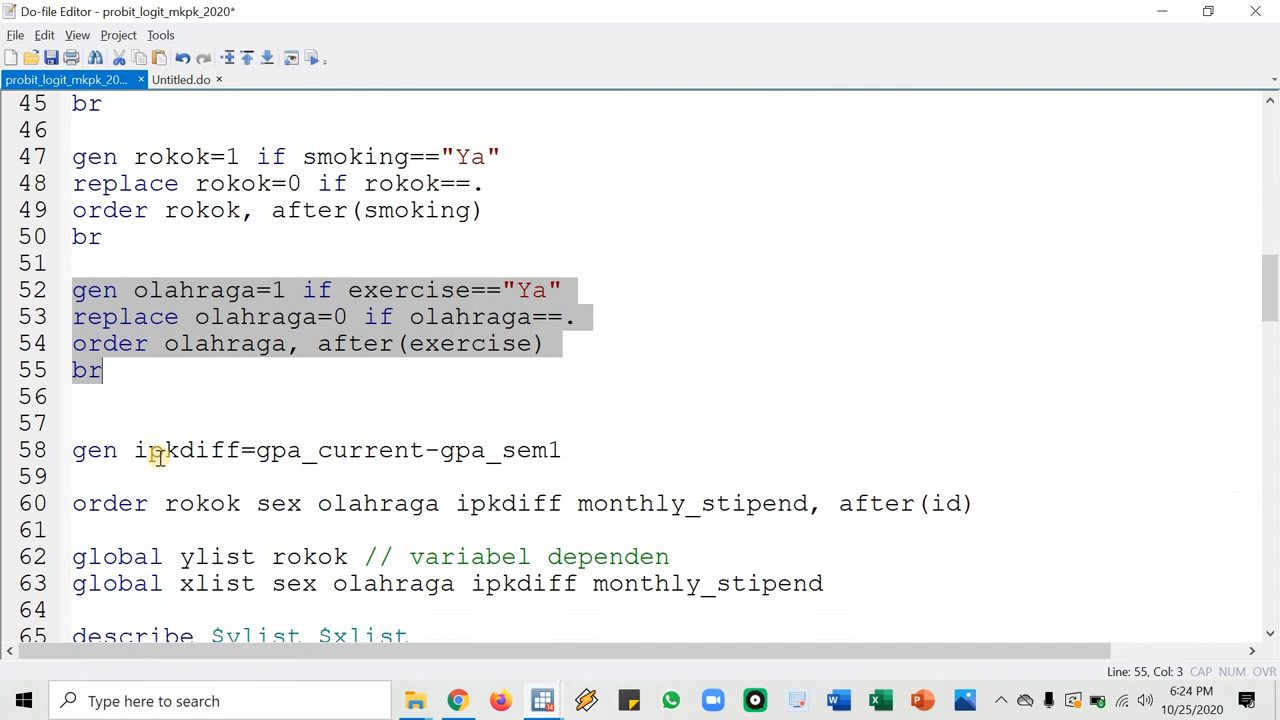 Do-file Editor - probit_logit_mkpk_2020*
File Edit View Project Tools
probit_logit_mkpk_20... × Untitled.do ×
45 br
46
47 gen rokok=1 if smoking=="Ya"
48 replace rokok=0 if rokok==.
49 order rokok, after(smoking)
50 br
51
52 gen olahraga=1 if exercise=="Ya"
53 replace olahraga=0 if olahraga==.
54 order olahraga, after(exercise)
55 br
56
57
58 gen ipkdiff=gpa_current-gpa_sem1
59
60 order rokok sex olahraga ipkdiff monthly_stipend, after(id)
61
62 global ylist rokok // variabel dependen
63 global xlist sex olahraga ipkdiff monthly_stipend
64
65 describe $ylist $xlist
Line: 55, Col: 3 CAP NUM OVR
Type here to search
6:24 PM
10/25/2020